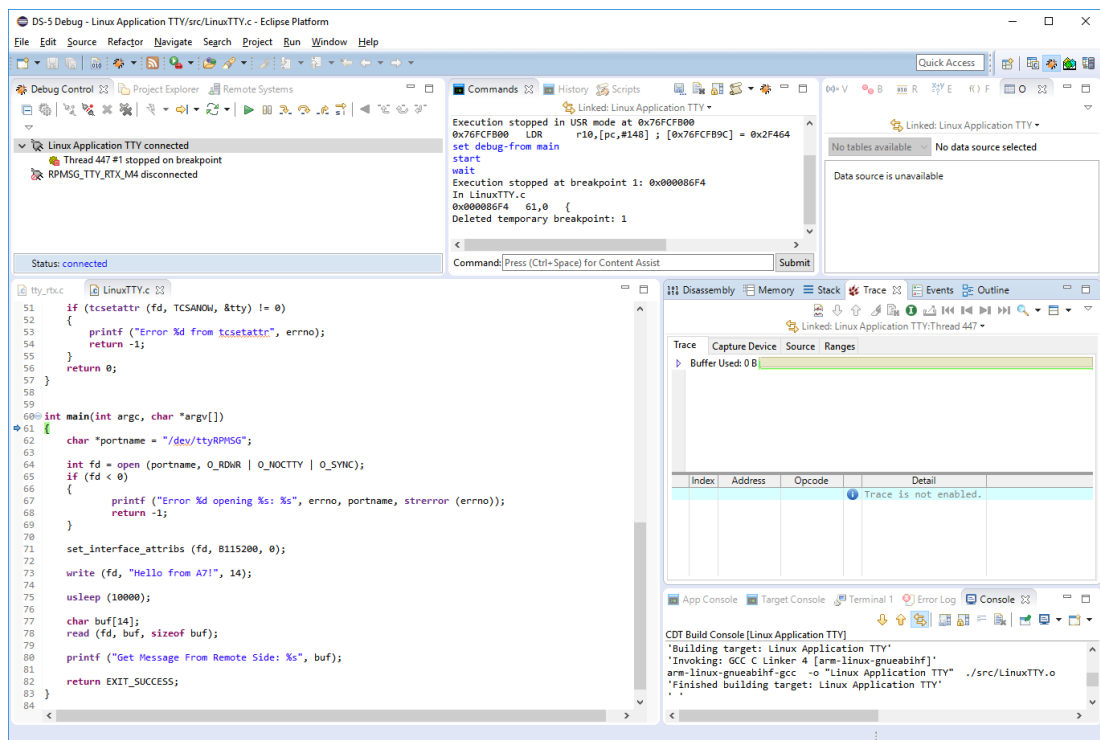 DS-5 Debug - Linux Application TTY/src/LinuxTTY.c - Eclipse Platform
File Edit Source Refactor Navigate Search Project Run Window Help
Quick Access
Debug Control Project Explorer Remote Systems
Linux Application TTY connected
Thread 447 #1 stopped on breakpoint
RPMSG_TTY_RTX_M4 disconnected
Status: connected
Commands History Scripts
Linked: Linux Application TTY
Execution stopped in USR mode at 0x76FCFB00
0x76FCFB00 LDR r10,[pc,#148] ; [0x76FCFB9C] = 0x2F464
set debug-from main
start
wait
Execution stopped at breakpoint 1: 0x000086F4
In LinuxTTY.c
0x000086F4 61,0 {
Deleted temporary breakpoint: 1
Command: Press (Ctrl+Space) for Content Assist Submit
(x)= V B R E F O
Linked: Linux Application TTY
No tables available No data source selected
Data source is unavailable
tty_rtx.c LinuxTTY.c
51 if (tcsetattr (fd, TCSANOW, &tty) != 0)
52 {
53 printf ("Error %d from tcsetattr", errno);
54 return -1;
55 }
56 return 0;
57 }
58
59
60 int main(int argc, char *argv[])
61 {
62 char *portname = "/dev/ttyRPMSG";
63
64 int fd = open (portname, O_RDWR | O_NOCTTY | O_SYNC);
65 if (fd < 0)
66 {
67 printf ("Error %d opening %s: %s", errno, portname, strerror (errno));
68 return -1;
69 }
70
71 set_interface_attribs (fd, B115200, 0);
72
73 write (fd, "Hello from A7!", 14);
74
75 usleep (10000);
76
77 char buf[14];
78 read (fd, buf, sizeof buf);
79
80 printf ("Get Message From Remote Side: %s", buf);
81
82 return EXIT_SUCCESS;
83 }
84
Disassembly Memory Stack Trace Events Outline
Linked: Linux Application TTY:Thread 447
Trace Capture Device Source Ranges
Buffer Used: 0 B
Index Address Opcode Detail
Trace is not enabled.
App Console Target Console Terminal 1 Error Log Console
CDT Build Console [Linux Application TTY]
'Building target: Linux Application TTY'
'Invoking: GCC C Linker 4 [arm-linux-gnueabihf]'
arm-linux-gnueabihf-gcc -o "Linux Application TTY" ./src/LinuxTTY.o
'Finished building target: Linux Application TTY'
' '